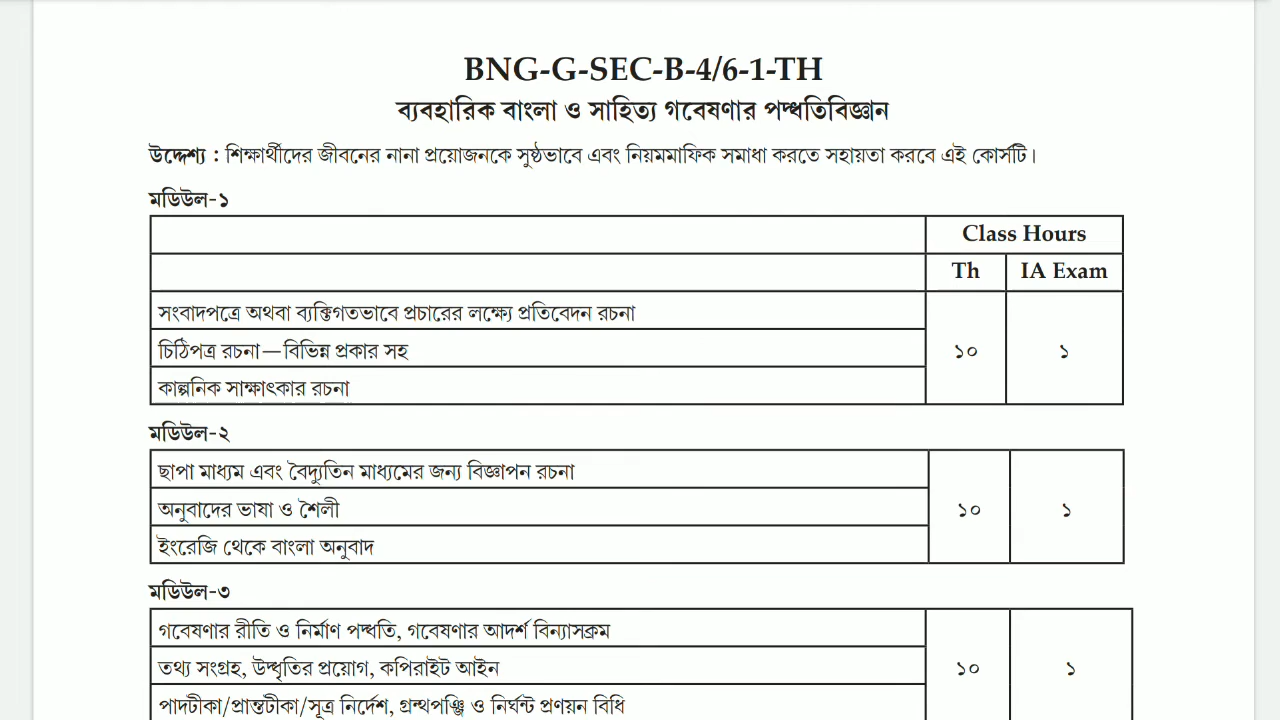 BNG-G-SEC-B-4/6-1-TH
ব্যবহারিক বাংলা ও সাহিত্য গবেষণার পদ্ধতিবিজ্ঞান
উদ্দেশ্য : শিক্ষার্থীদের জীবনের নানা প্রয়োজনকে সুষ্ঠভাবে এবং নিয়মমাফিক সমাধা করতে সহায়তা করবে এই কোর্সটি।
মডিউল-১
Class Hours
Th IA Exam
সংবাদপত্রে অথবা ব্যক্তিগতভাবে প্রচারের লক্ষ্যে প্রতিবেদন রচনা
চিঠিপত্র রচনা—বিভিন্ন প্রকার সহ ১০ ১
কাল্পনিক সাক্ষাৎকার রচনা
মডিউল-২
ছাপা মাধ্যম এবং বৈদ্যুতিন মাধ্যমের জন্য বিজ্ঞাপন রচনা
অনুবাদের ভাষা ও শৈলী ১০ ১
ইংরেজি থেকে বাংলা অনুবাদ
মডিউল-৩
গবেষণার রীতি ও নির্মাণ পদ্ধতি, গবেষণার আদর্শ বিন্যাসক্রম
তথ্য সংগ্রহ, উদ্ধৃতির প্রয়োগ, কপিরাইট আইন ১০ ১
পাদটীকা/প্রান্তটীকা/সূত্র নির্দেশ, গ্রন্থপঞ্জি ও নির্ঘন্ট প্রণয়ন বিধি